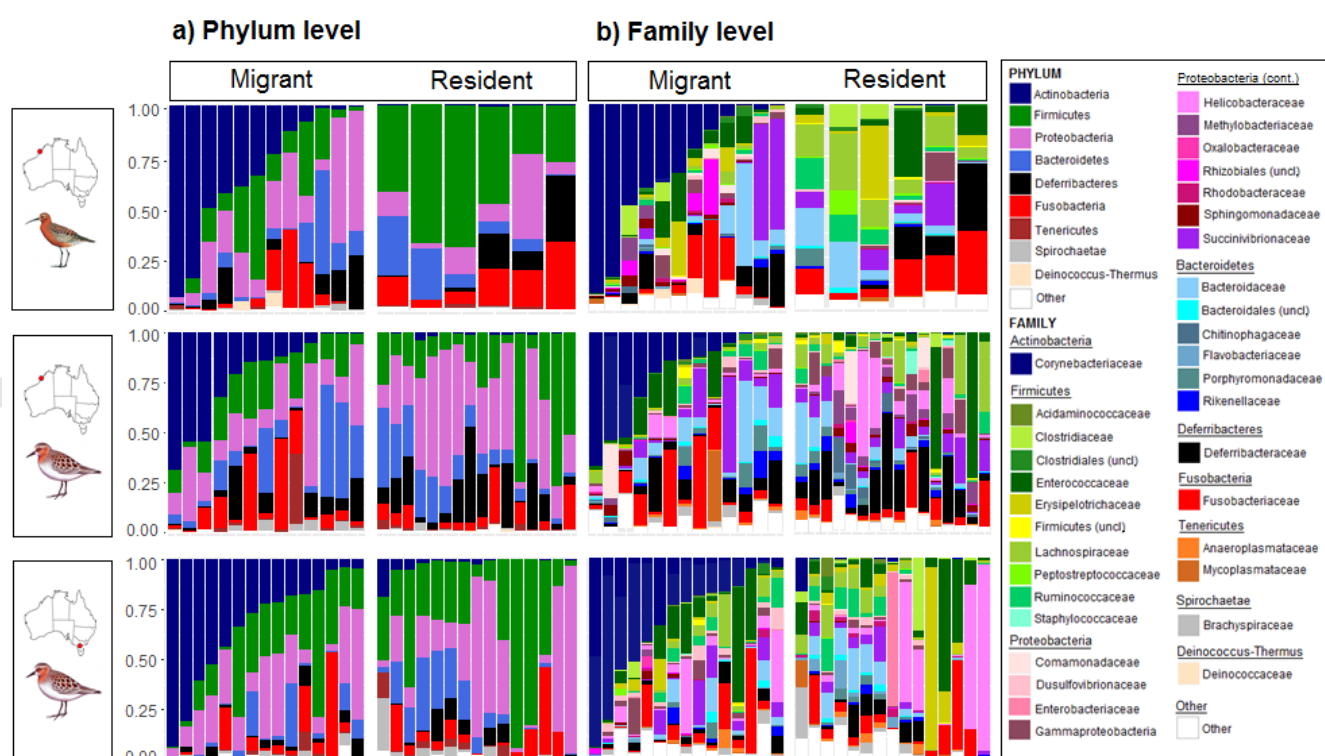 a) Phylum level
b) Family level
Migrant
Resident
Migrant
Resident
1.00
0.75
0.50
0.25
0.00
1.00
0.75
0.50
0.25
0.00
1.00
0.75
0.50
0.25
0.00
PHYLUM
Actinobacteria
Firmicutes
Proteobacteria
Bacteroidetes
Deferribacteres
Fusobacteria
Tenericutes
Spirochaetae
Deinococcus-Thermus
Other
FAMILY
Actinobacteria
Corynebacteriaceae
Firmicutes
Acidaminococcaceae
Clostridiaceae
Clostridiales (uncl)
Enterococcaceae
Erysipelotrichaceae
Firmicutes (uncl)
Lachnospiraceae
Peptostreptococcaceae
Ruminococcaceae
Staphylococcaceae
Proteobacteria
Comamonadaceae
Dusulfovibrionaceae
Enterobacteriaceae
Gammaproteobacteria
Proteobacteria (cont.)
Helicobacteraceae
Methylobacteriaceae
Oxalobacteraceae
Rhizobiales (uncl)
Rhodobacteraceae
Sphingomonadaceae
Succinivibrionaceae
Bacteroidetes
Bacteroidaceae
Bacteroidales (uncl)
Chitinophagaceae
Flavobacteriaceae
Porphyromonadaceae
Rikenellaceae
Deferribacteres
Deferribacteraceae
Fusobacteria
Fusobacteriaceae
Tenericutes
Anaeroplasmataceae
Mycoplasmataceae
Spirochaetae
Brachyspiraceae
Deinococcus-Thermus
Deinococcaceae
Other
Other